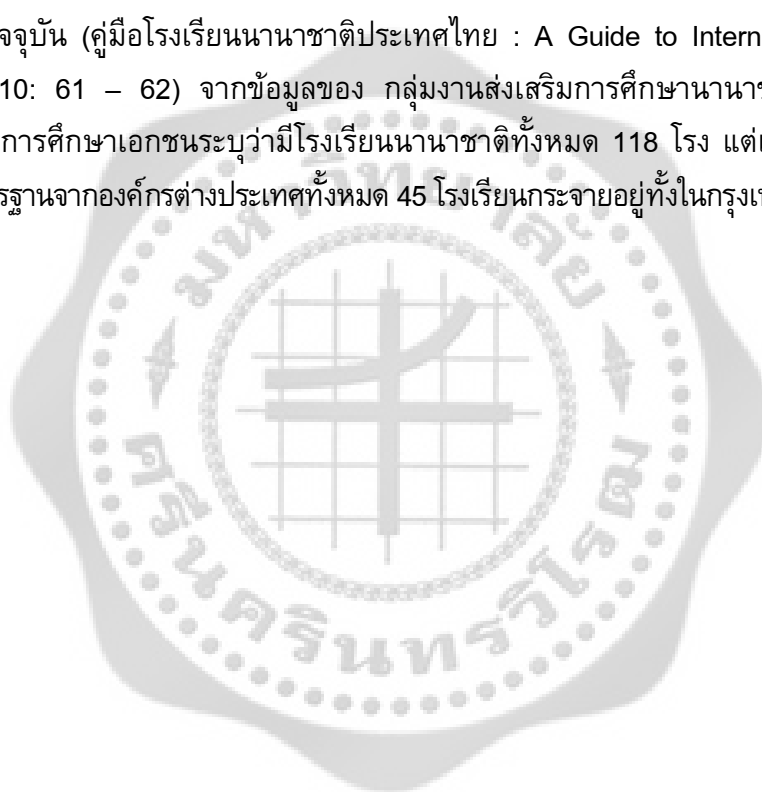 จจุบัน (คู่มือโรงเรียนนานาชาติประเทศไทย : A Guide to Intern
10: 61 – 62) จากข้อมูลของ กลุ่มงานส่งเสริมการศึกษานานาช
การศึกษาเอกชนระบุว่ามีโรงเรียนนานาชาติทั้งหมด 118 โรง แต่เ
รฐานจากองค์กรต่างประเทศทั้งหมด 45 โรงเรียนกระจายอยู่ทั้งในกรุงเท
มหาวิทยาลัย
ศรีนครินทรวิโรฒ